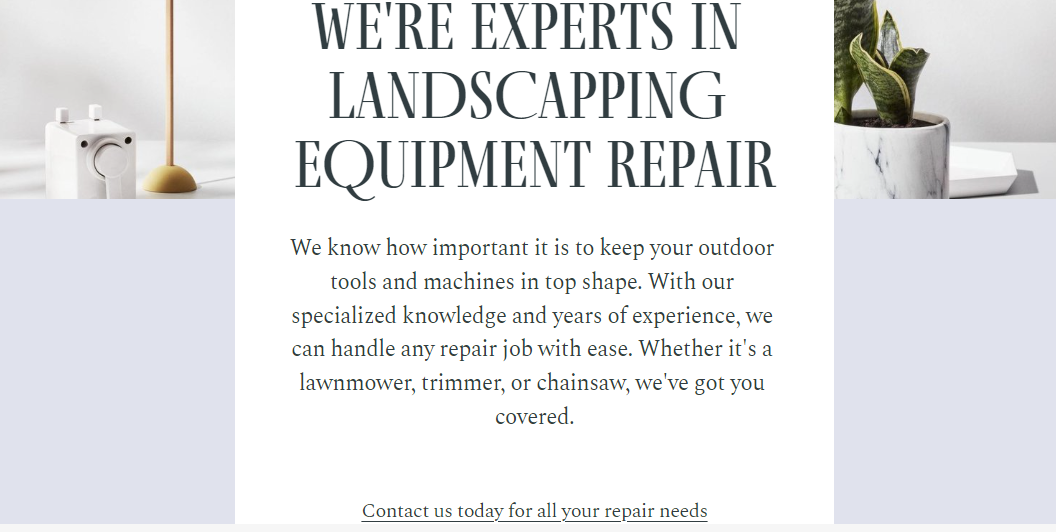 WE'RE EXPERTS IN
LANDSCAPPING
EQUIPMENT REPAIR
We know how important it is to keep your outdoor
tools and machines in top shape. With our
specialized knowledge and years of experience, we
can handle any repair job with ease. Whether it's a
lawnmower, trimmer, or chainsaw, we've got you
covered.
Contact us today for all your repair needs